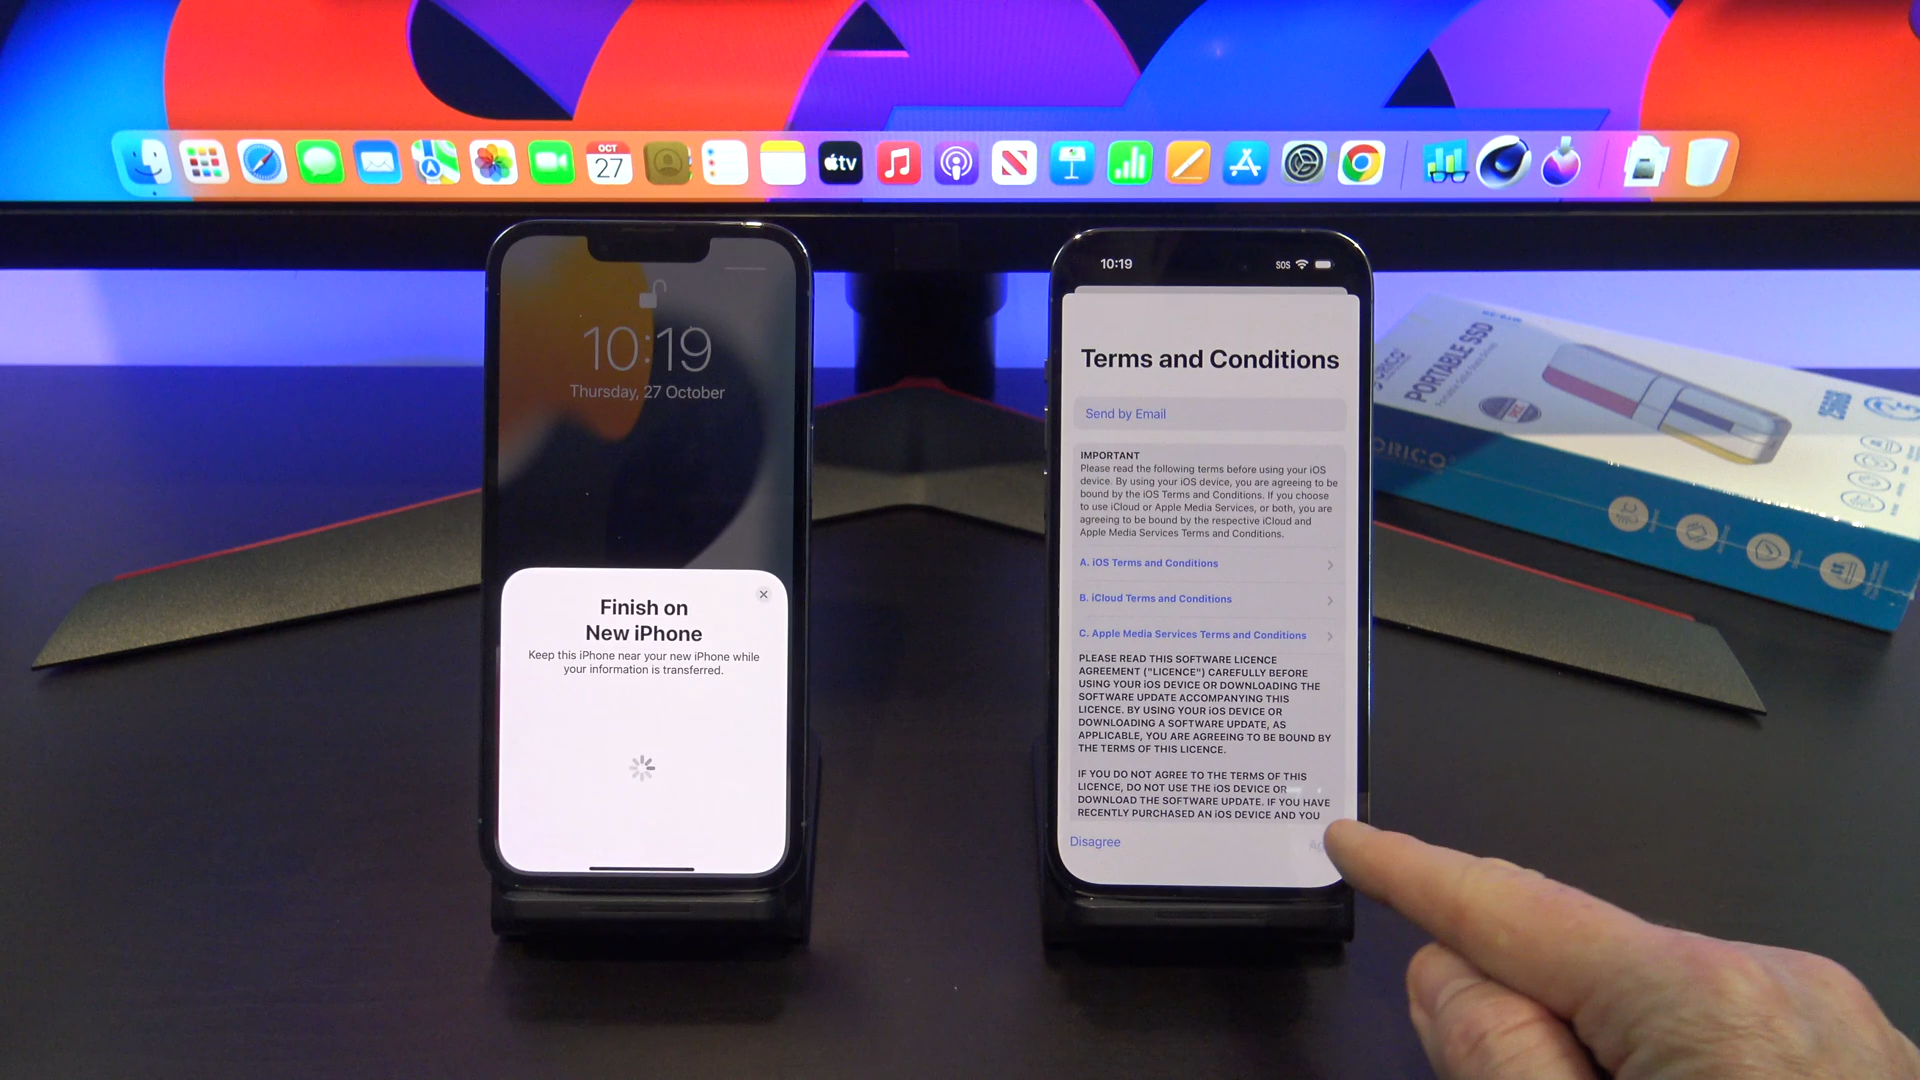 OCT
27
tv
10:19
Thursday, 27 October
Finish on
New iPhone
Keep this iPhone near your new iPhone while
your information is transferred.
10:19
SOS
Terms and Conditions
Send by Email
IMPORTANT
Please read the following terms before using your iOS
device. By using your iOS device, you are agreeing to be
bound by the iOS Terms and Conditions. If you choose
to use iCloud or Apple Media Services, or both, you are
agreeing to be bound by the respective iCloud and
Apple Media Services Terms and Conditions.
A. iOS Terms and Conditions
B. iCloud Terms and Conditions
C. Apple Media Services Terms and Conditions
PLEASE READ THIS SOFTWARE LICENCE
AGREEMENT ("LICENCE") CAREFULLY BEFORE
USING YOUR iOS DEVICE OR DOWNLOADING THE
SOFTWARE UPDATE ACCOMPANYING THIS
LICENCE. BY USING YOUR iOS DEVICE OR
DOWNLOADING A SOFTWARE UPDATE, AS
APPLICABLE, YOU ARE AGREEING TO BE BOUND BY
THE TERMS OF THIS LICENCE.
IF YOU DO NOT AGREE TO THE TERMS OF THIS
LICENCE, DO NOT USE THE iOS DEVICE OR
DOWNLOAD THE SOFTWARE UPDATE. IF YOU HAVE
RECENTLY PURCHASED AN iOS DEVICE AND YOU
Disagree
ORICO
PORTABLE SSD
256GB
ORICO